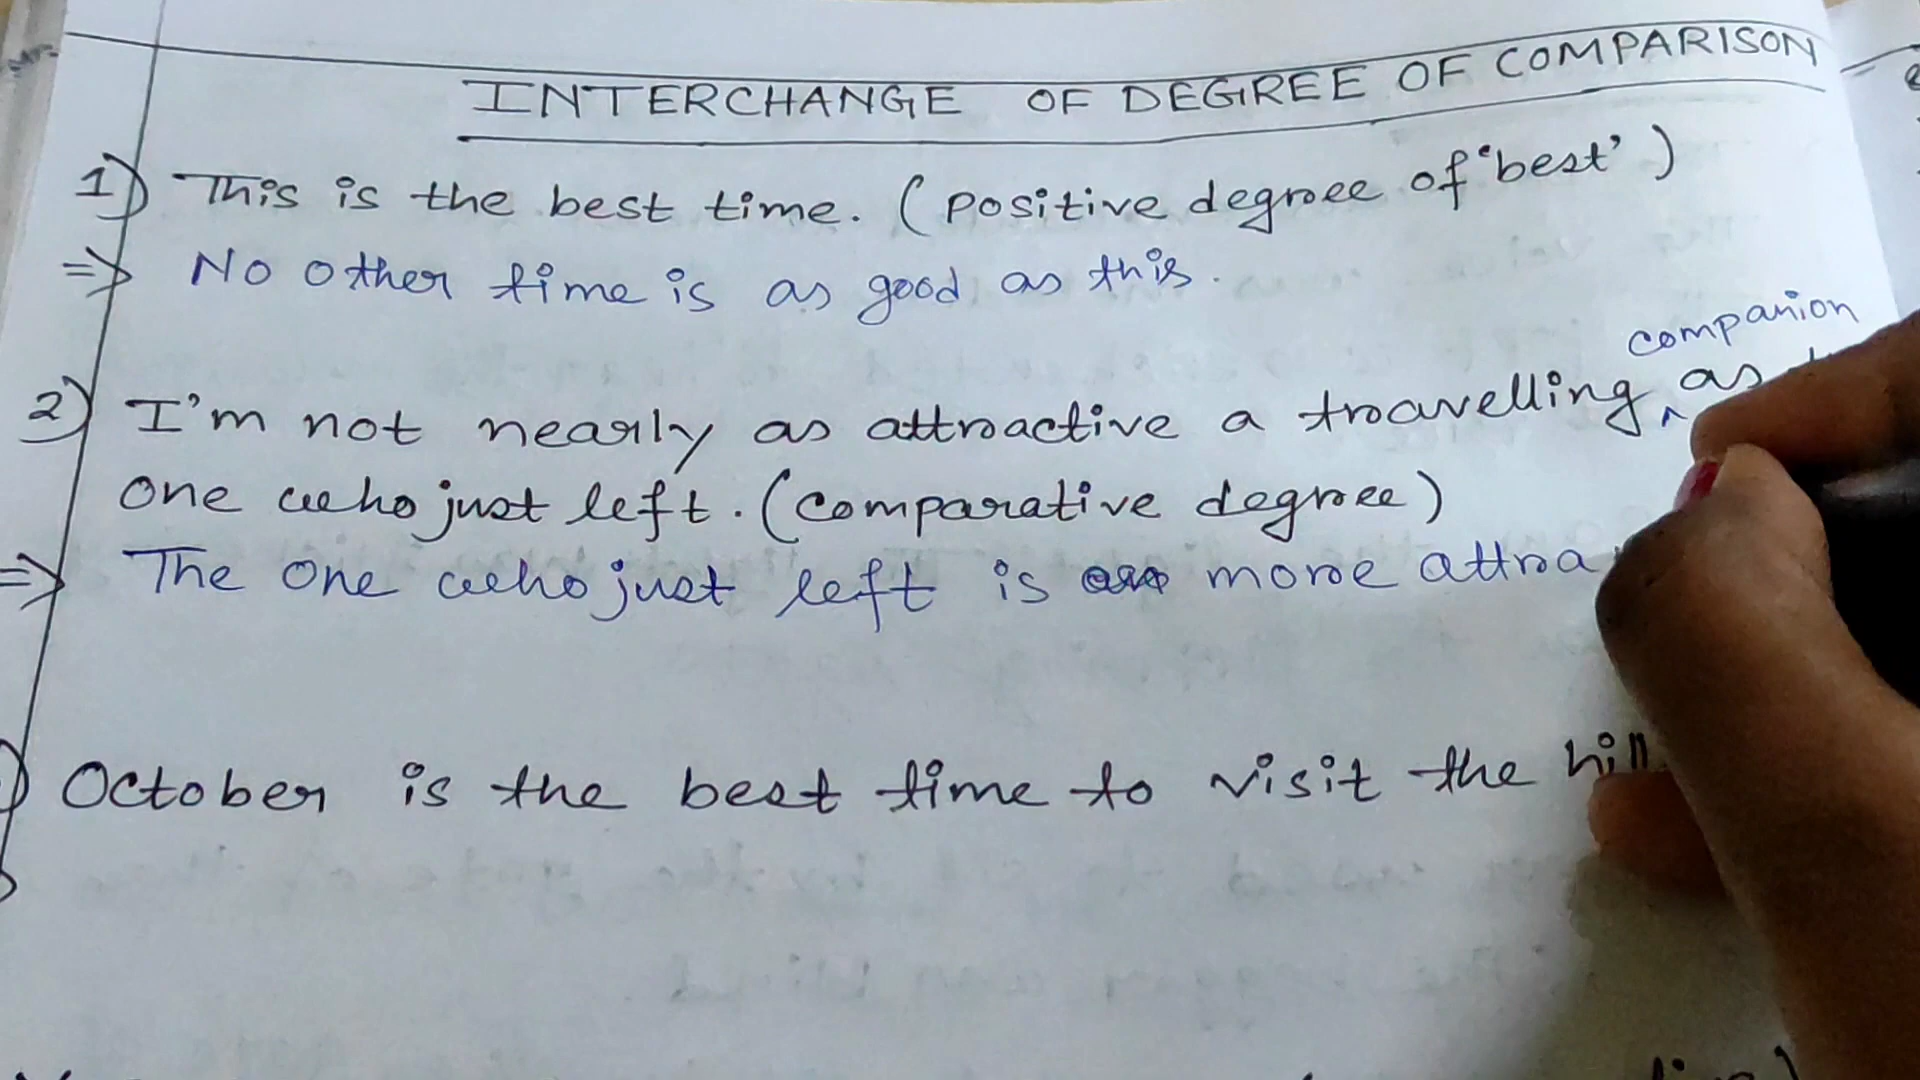 INTERCHANGE OF DEGREE OF COMPARISON
1) This is the best time. (Positive degree of 'best')
=> No other time is as good as this.
companion
2) I'm not nearly as attractive a travelling ^ as
one who just left. (comparative degree)
=> The one who just left is more attra
October is the best time to visit the hill